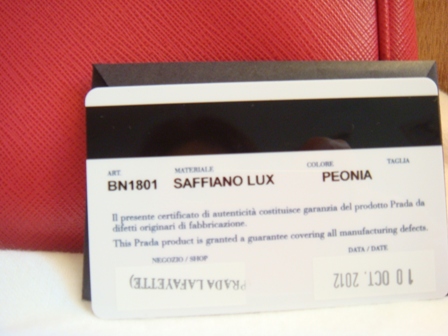 ART. MATERIALE COLORE TAGLIA
BN1801 SAFFIANO LUX PEONIA
Il presente certificato di autenticità costituisce garanzia del prodotto Prada da
difetti originari di fabbricazione.
This Prada product is granted a guarantee covering all manufacturing defects.
NEGOZIO / SHOP DATA / DATE
PRADA LAFAYETTE) 10 OCT. 2012